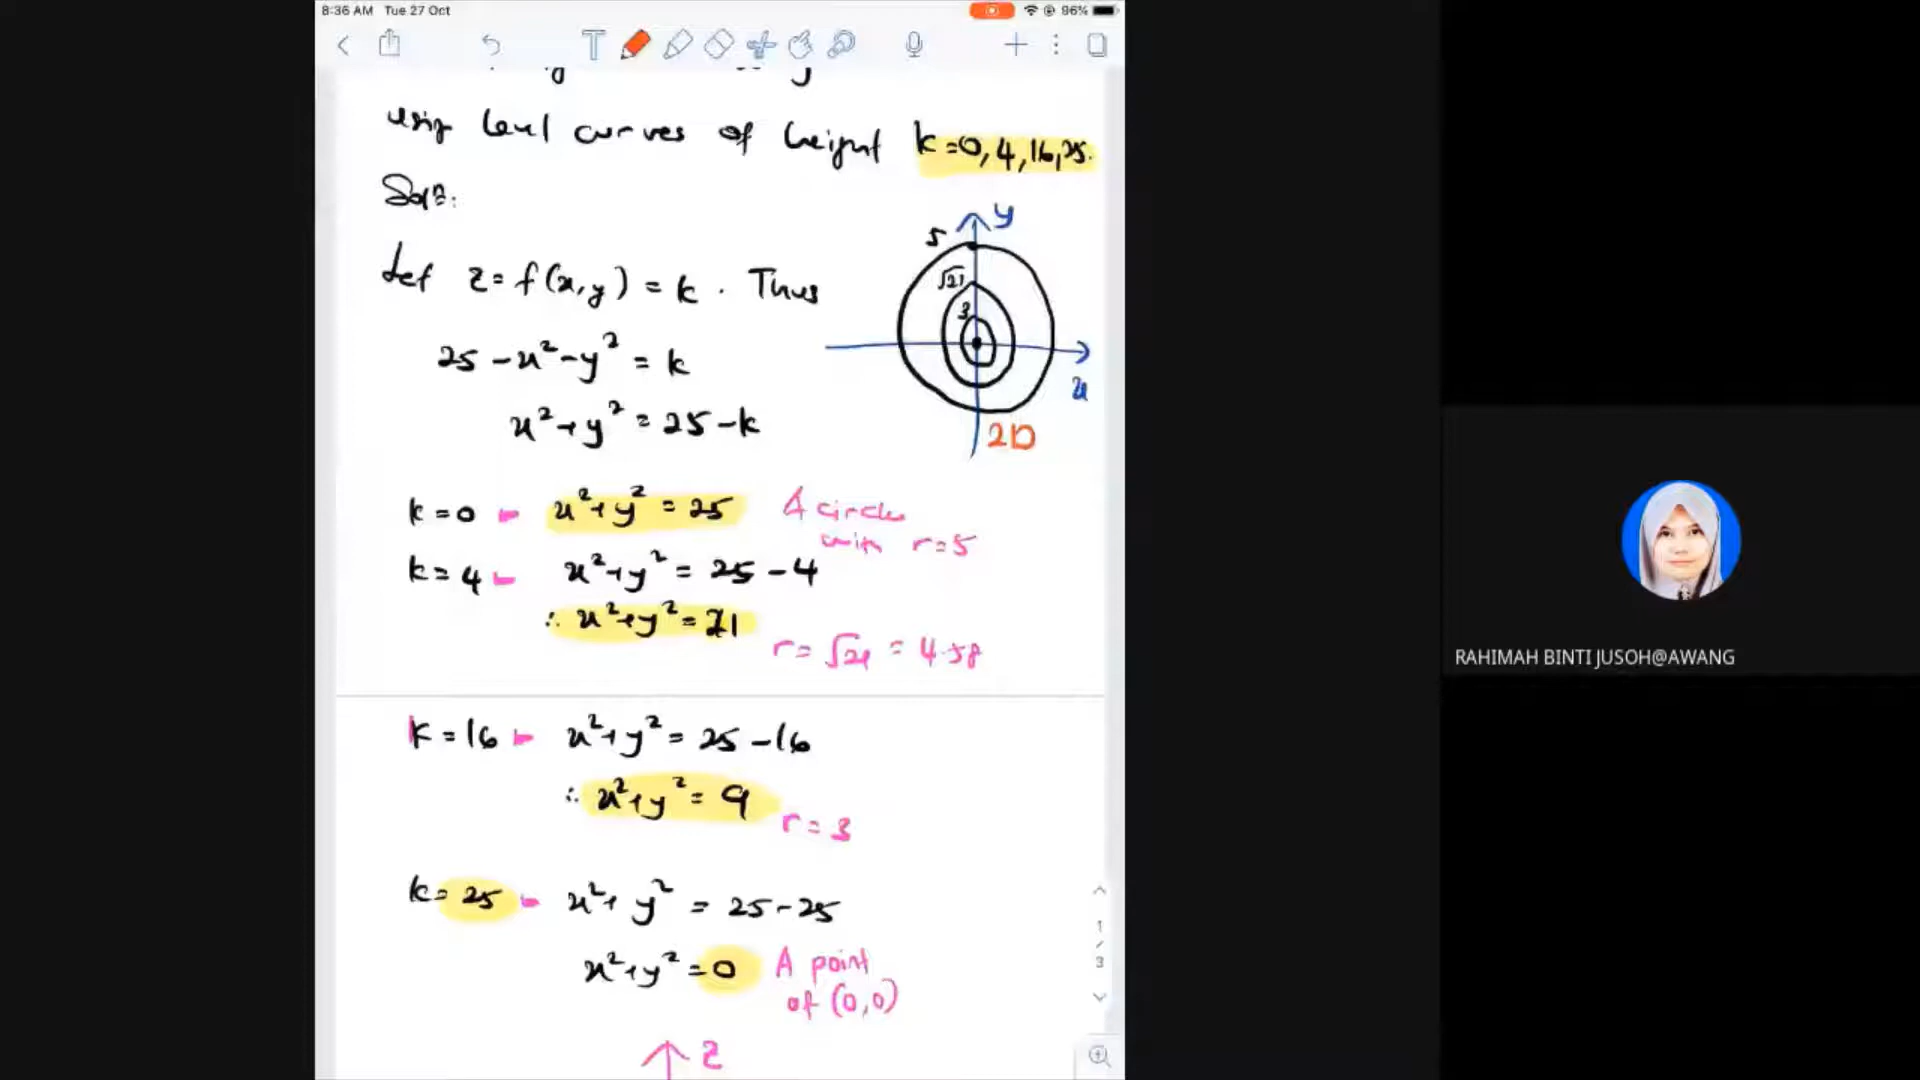 8:36 AM Tue 27 Oct
96%
using level curves of height k=0, 4, 16, 25.
Solⁿ:
y
5
√21
3
x
2D
Let z = f(x,y) = k. Thus
25 - x² - y² = k
x² + y² = 25 - k
k = 0 x² + y² = 25 A circle
with r = 5
k = 4 x² + y² = 25 - 4
∴ x² + y² = 21
r = √21 = 4.58
k = 16 x² + y² = 25 - 16
∴ x² + y² = 9
r = 3
k = 25 x² + y² = 25 - 25
x² + y² = 0 A point
of (0,0)
z
1
/
3
RAHIMAH BINTI JUSOH@AWANG